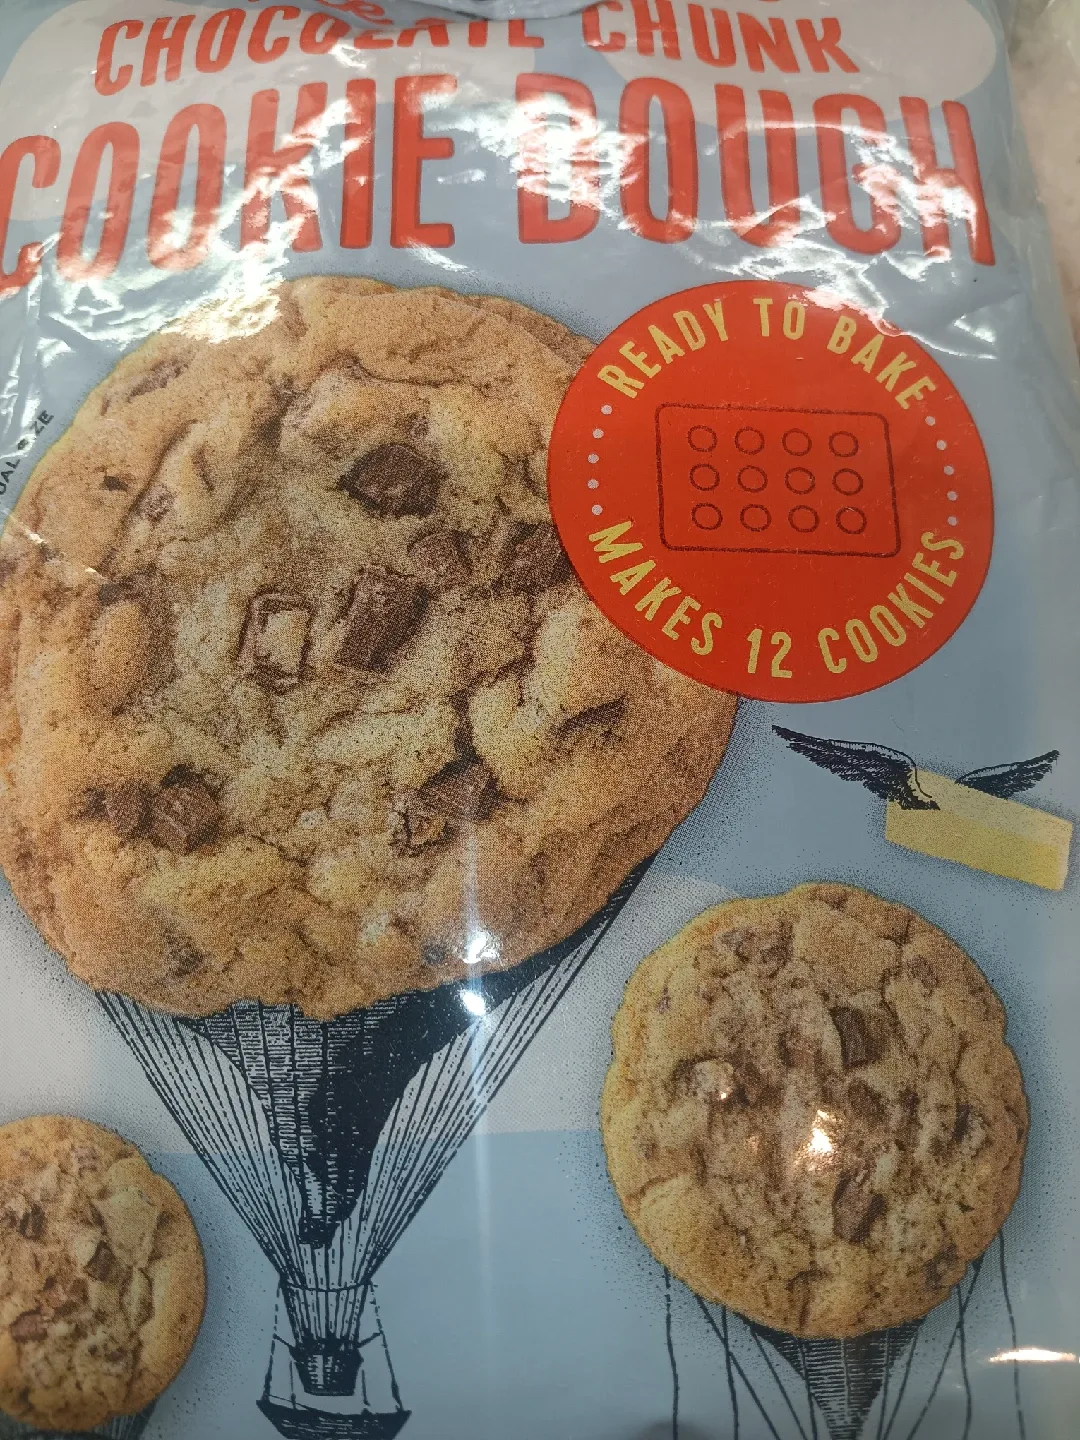 CHOCOLATE CHUNK
COOKIE DOUGH
READY TO BAKE
MAKES 12 COOKIES